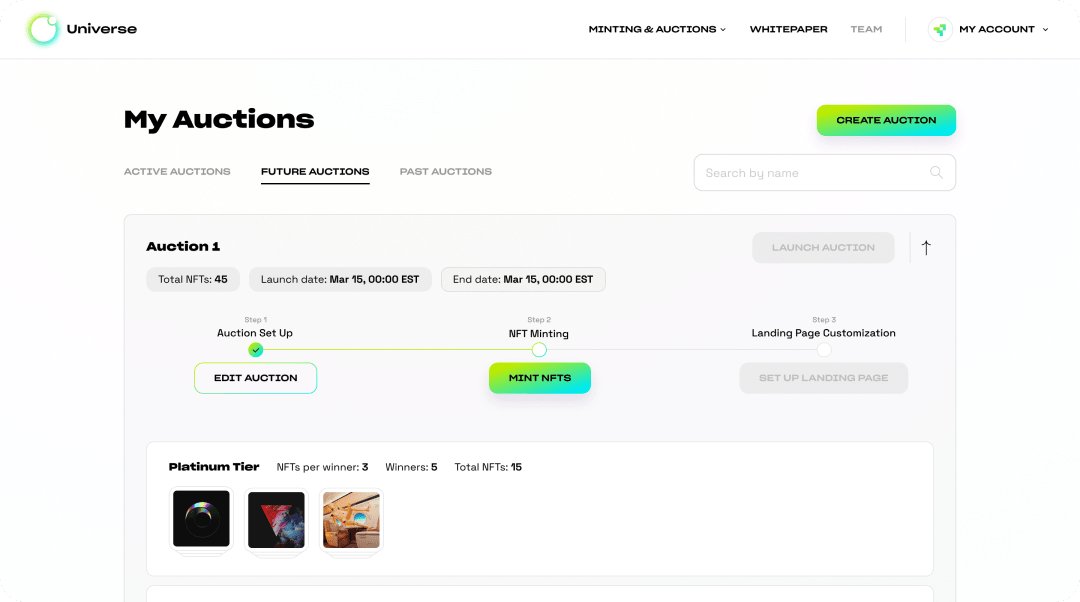 Universe
MINTING & AUCTIONS
WHITEPAPER
TEAM
MY ACCOUNT
My Auctions
CREATE AUCTION
ACTIVE AUCTIONS
FUTURE AUCTIONS
PAST AUCTIONS
Search by name
Auction 1
LAUNCH AUCTION
Total NFTs: 45
Launch date: Mar 15, 00:00 EST
End date: Mar 15, 00:00 EST
Step 1
Auction Set Up
EDIT AUCTION
Step 2
NFT Minting
MINT NFTS
Step 3
Landing Page Customization
SET UP LANDING PAGE
Platinum Tier
NFTs per winner: 3
Winners: 5
Total NFTs: 15